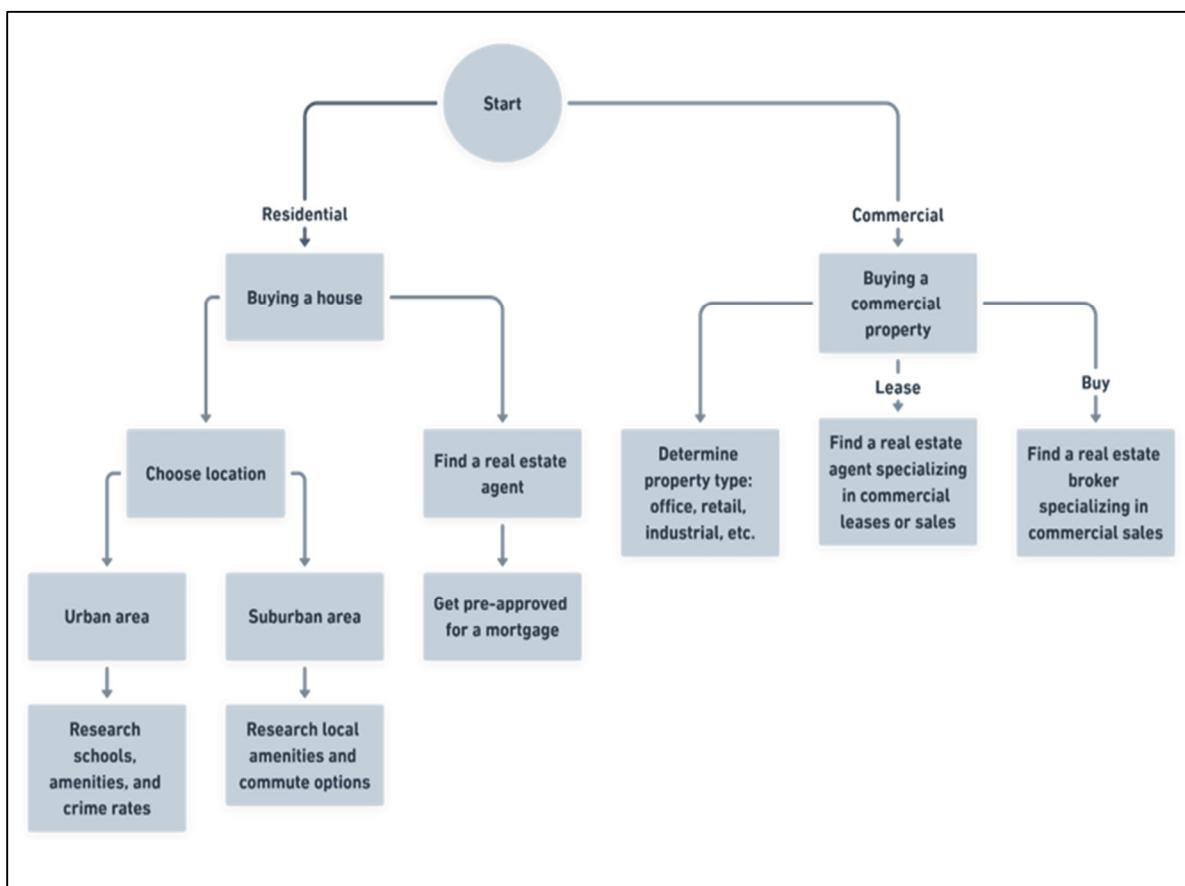 Start
Residential
Commercial
Buying a house
Buying a
commercial
property
Lease
Buy
Choose location
Find a real estate
agent
Determine
property type:
office, retail,
industrial, etc.
Find a real estate
agent specializing
in commercial
leases or sales
Find a real estate
broker
specializing in
commercial sales
Urban area
Suburban area
Get pre-approved
for a mortgage
Research
schools,
amenities, and
crime rates
Research local
amenities and
commute options